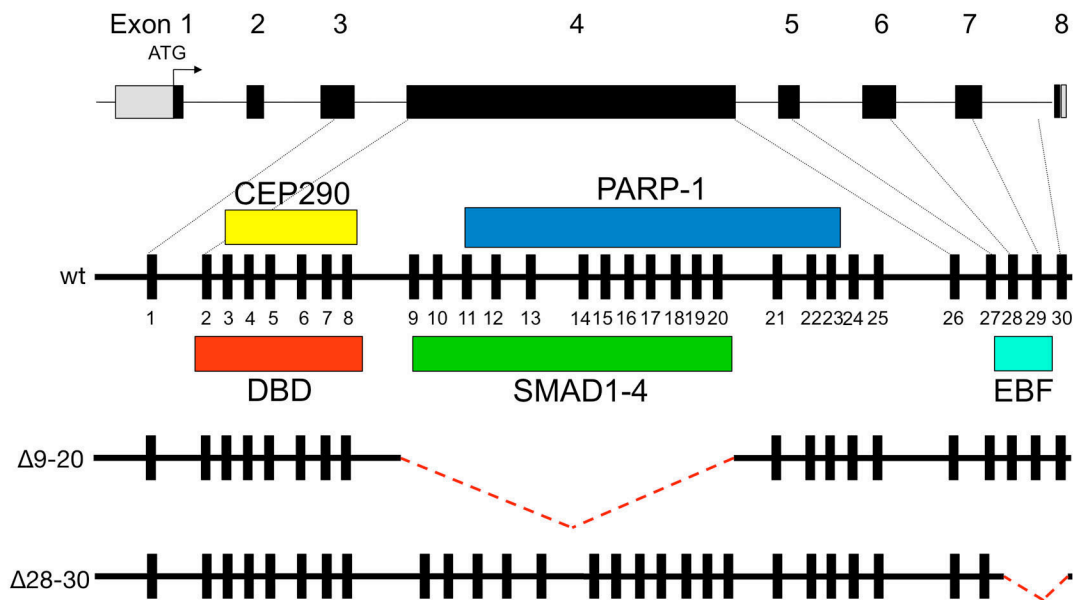 Exon 1 2 3 4 5 6 7 8
ATG
CEP290 PARP-1
wt
1 2 3 4 5 6 7 8 9 10 11 12 13 14 15 16 17 18 19 20 21 22 23 24 25 26 27 28 29 30
DBD SMAD1-4 EBF
Δ9-20
Δ28-30